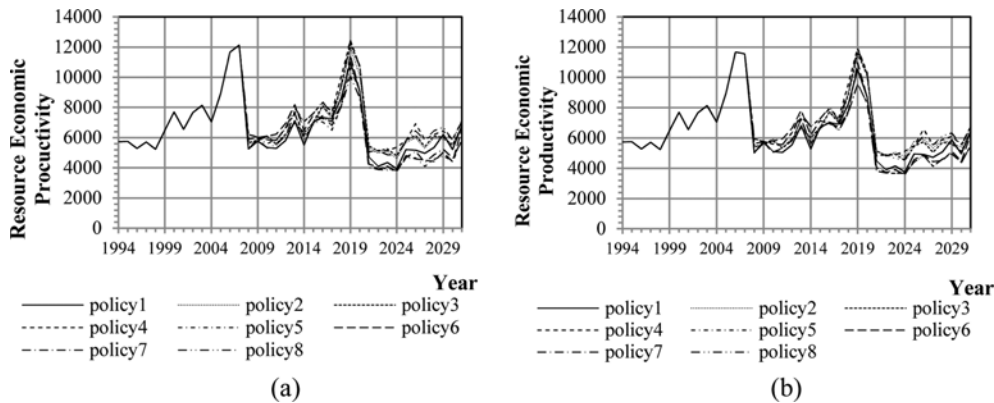 Resource Economic
Procuctivity
14000
12000
10000
8000
6000
4000
2000
0
1994 1999 2004 2009 2014 2019 2024 2029
Year
policy1 policy2 policy3
policy4 policy5 policy6
policy7 policy8
(a)
Resource Economic
Productivity
14000
12000
10000
8000
6000
4000
2000
0
1994 1999 2004 2009 2014 2019 2024 2029
Year
policy1 policy2 policy3
policy4 policy5 policy6
policy7 policy8
(b)